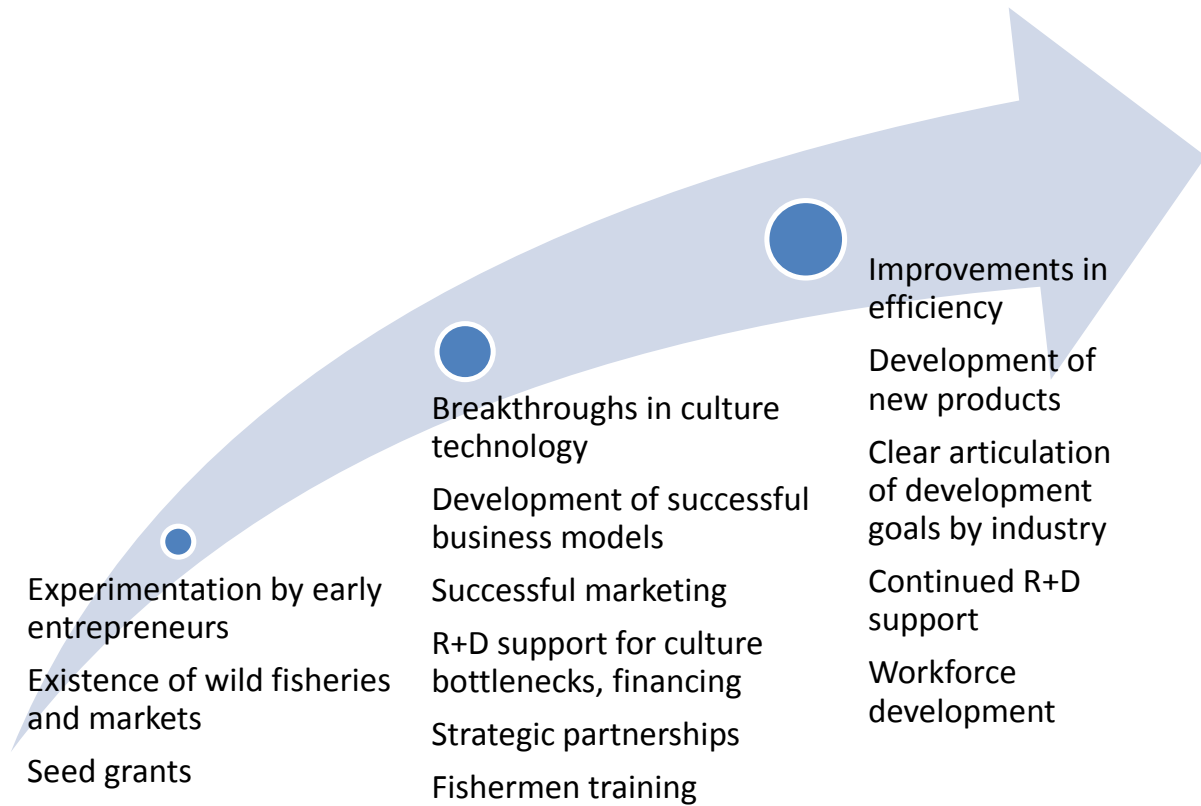 Experimentation by early
entrepreneurs
Existence of wild fisheries
and markets
Seed grants
Breakthroughs in culture
technology
Development of successful
business models
Successful marketing
R+D support for culture
bottlenecks, financing
Strategic partnerships
Fishermen training
Improvements in
efficiency
Development of
new products
Clear articulation
of development
goals by industry
Continued R+D
support
Workforce
development